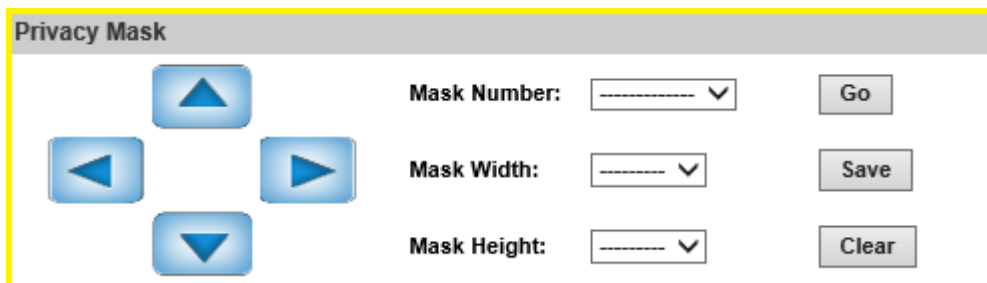 Privacy Mask
Mask Number: ------------- Go
Mask Width: --------- Save
Mask Height: --------- Clear